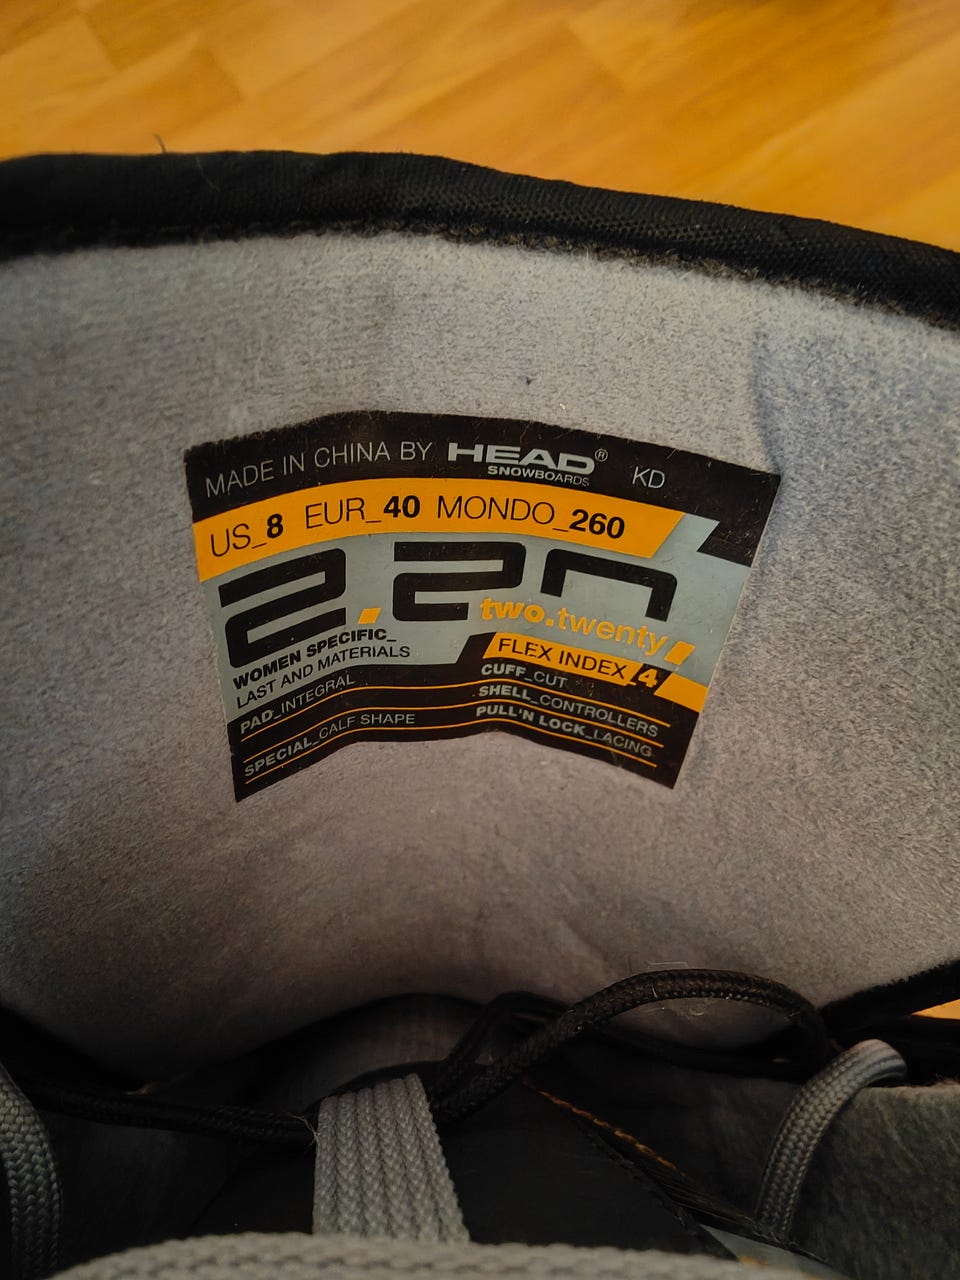 MADE IN CHINA BY HEAD® KD
SNOWBOARDS
US_8 EUR_40 MONDO_260
2.20
two.twenty
WOMEN SPECIFIC_
LAST AND MATERIALS
FLEX INDEX 4
PAD_INTEGRAL
SPECIAL_CALF SHAPE
CUFF_CUT
SHELL_CONTROLLERS
PULL'N LOCK_LACING